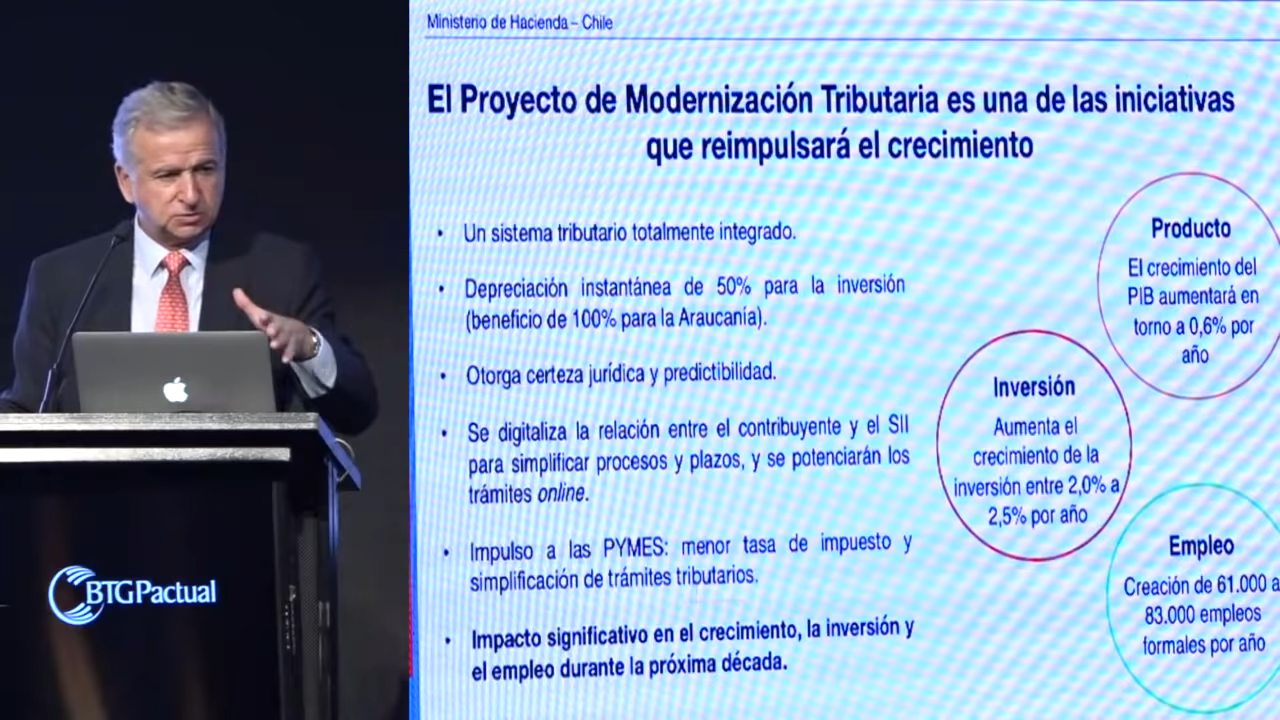 Ministerio de Hacienda – Chile
El Proyecto de Modernización Tributaria es una de las iniciativas
que reimpulsará el crecimiento
• Un sistema tributario totalmente integrado.
• Depreciación instantánea de 50% para la inversión
(beneficio de 100% para la Araucanía).
• Otorga certeza jurídica y predictibilidad.
• Se digitaliza la relación entre el contribuyente y el SII
para simplificar procesos y plazos, y se potenciarán los
trámites online.
• Impulso a las PYMES: menor tasa de impuesto y
simplificación de trámites tributarios.
• Impacto significativo en el crecimiento, la inversión y
el empleo durante la próxima década.
Producto
El crecimiento del
PIB aumentará en
torno a 0,6% por
año
Inversión
Aumenta el
crecimiento de la
inversión entre 2,0% a
2,5% por año
Empleo
Creación de 61.000 a
83.000 empleos
formales por año
BTGPactual